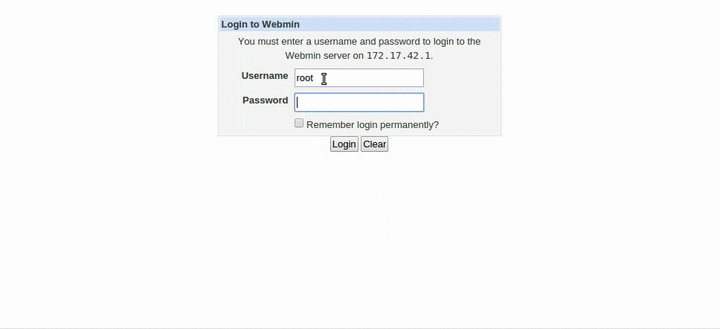 Login to Webmin
You must enter a username and password to login to the
Webmin server on 172.17.42.1.
Username root
Password
Remember login permanently?
Login Clear